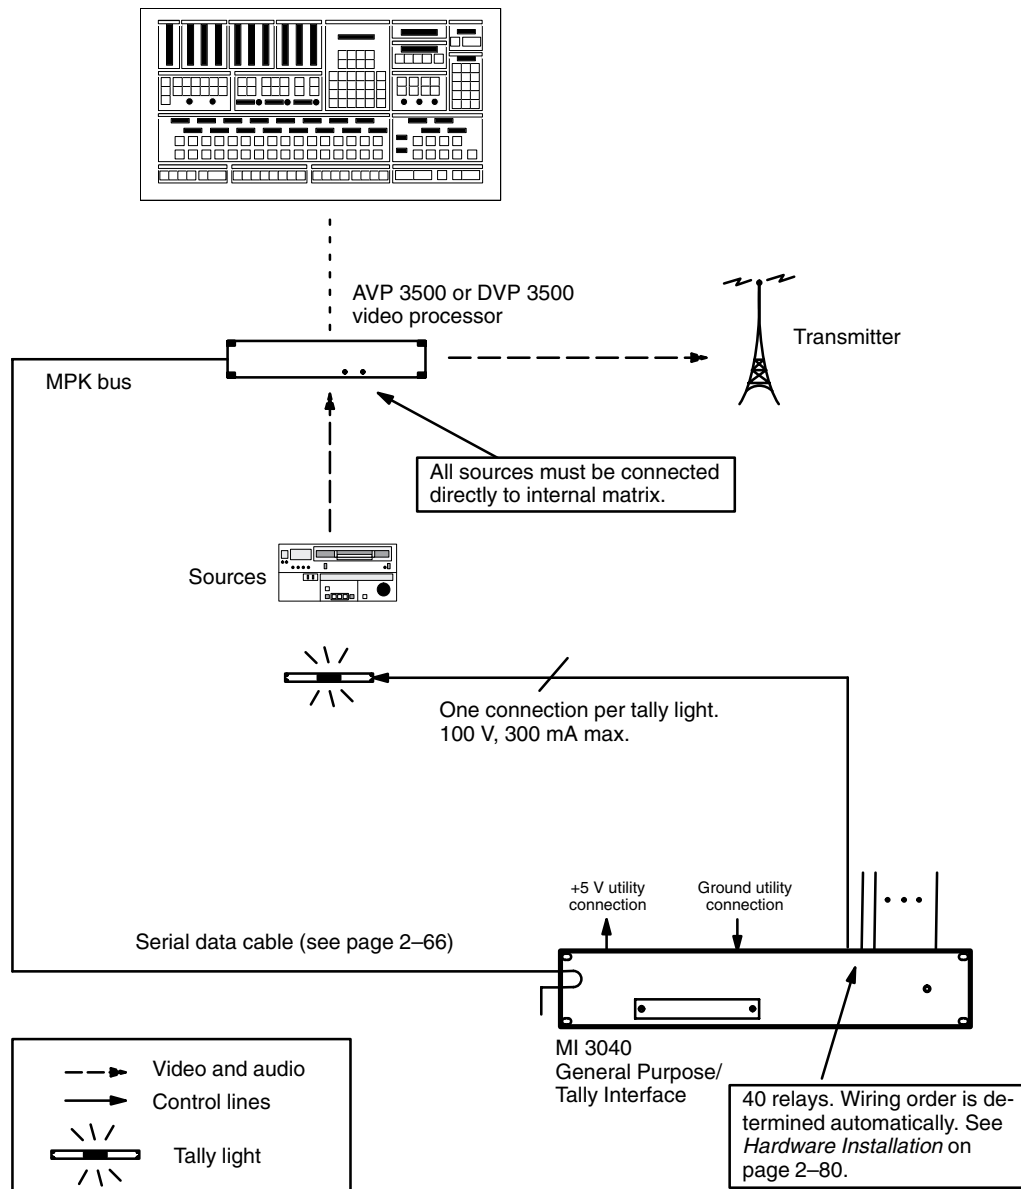 AVP 3500 or DVP 3500
video processor
Transmitter
MPK bus
All sources must be connected
directly to internal matrix.
Sources
One connection per tally light.
100 V, 300 mA max.
+5 V utility
connection
Ground utility
connection
Serial data cable (see page 2–66)
MI 3040
General Purpose/
Tally Interface
40 relays. Wiring order is de-
termined automatically. See
Hardware Installation on
page 2–80.
Video and audio
Control lines
Tally light